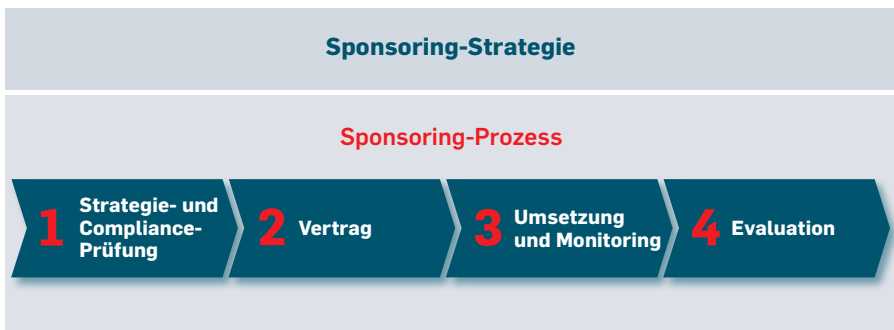 Sponsoring-Strategie
Sponsoring-Prozess
1
Strategie- und
Compliance-
Prüfung
2
Vertrag
3
Umsetzung
und Monitoring
4
Evaluation